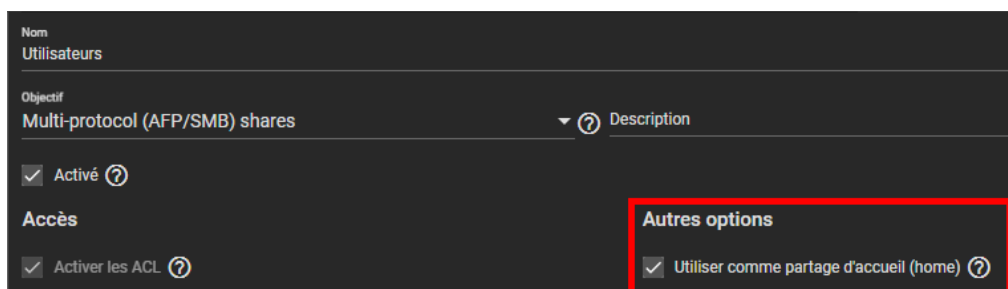 Nom
Utilisateurs
Objectif
Multi-protocol (AFP/SMB) shares
Description
Activé
Accès
Autres options
Activer les ACL
Utiliser comme partage d'accueil (home)